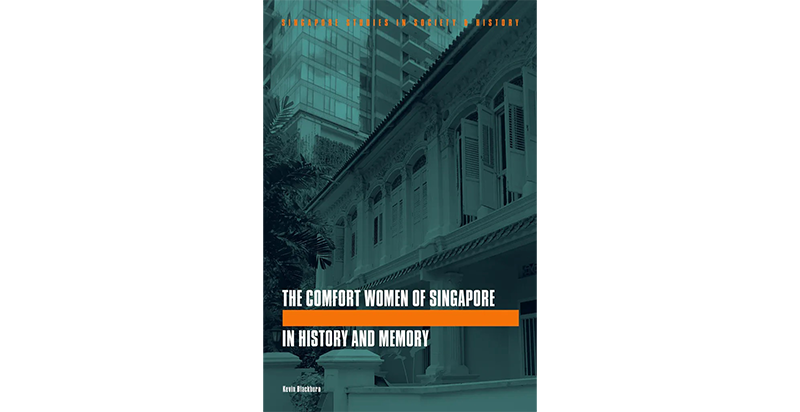 SINGAPORE STUDIES IN SOCIETY & HISTORY
THE COMFORT WOMEN OF SINGAPORE
IN HISTORY AND MEMORY
Kevin Blackburn